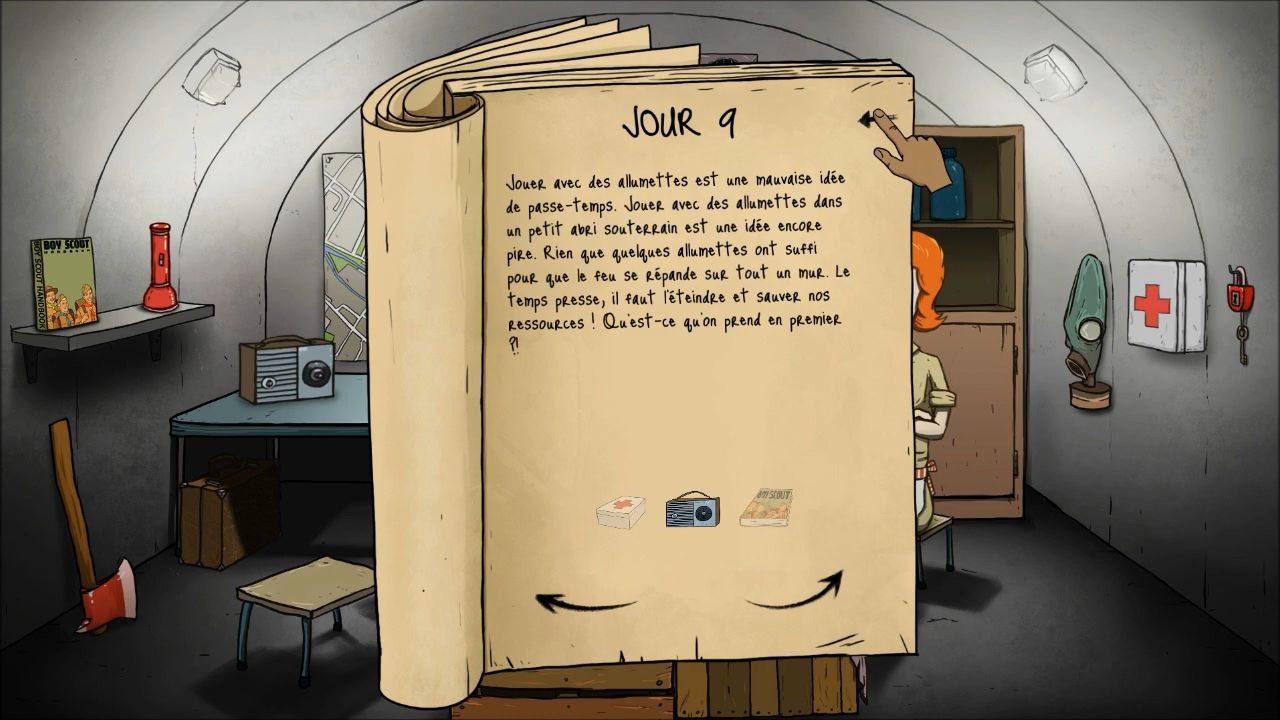 JOUR 9
Jouer avec des allumettes est une mauvaise idée
de passe-temps. Jouer avec des allumettes dans
un petit abri souterrain est une idée encore
pire. Rien que quelques allumettes ont suffi
pour que le feu se répande sur tout un mur. Le
temps presse, il faut l'éteindre et sauver nos
ressources ! Qu'est-ce qu'on prend en premier
?!
BOY SCOUT
BOY SCOUT HANDBOOK
BOY SCOUT